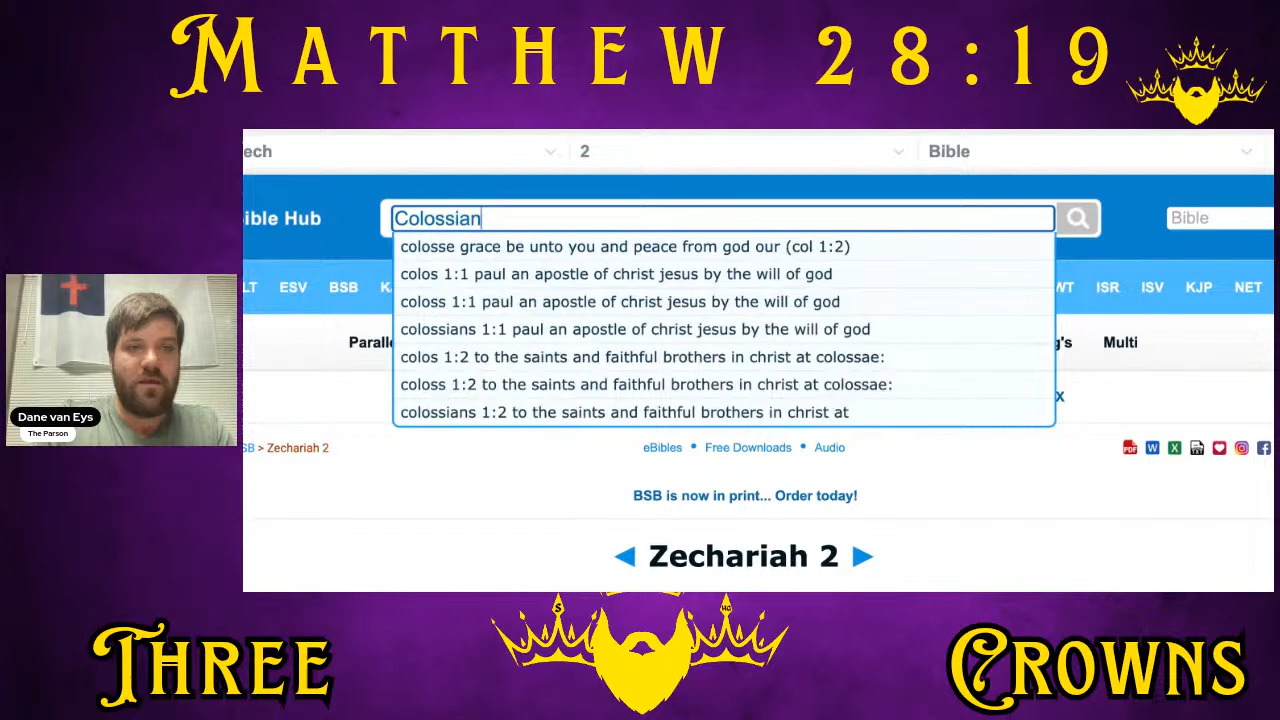 MATTHEW 28:19
ech
2
Bible
ible Hub
Colossian
Bible
colosse grace be unto you and peace from god our (col 1:2)
colos 1:1 paul an apostle of christ jesus by the will of god
coloss 1:1 paul an apostle of christ jesus by the will of god
colossians 1:1 paul an apostle of christ jesus by the will of god
colos 1:2 to the saints and faithful brothers in christ at colossae:
coloss 1:2 to the saints and faithful brothers in christ at colossae:
colossians 1:2 to the saints and faithful brothers in christ at
LT ESV BSB K WT ISR ISV KJP NET
Paralle g's Multi
X
Dane van Eys
The Parson
SB > Zechariah 2
eBibles • Free Downloads • Audio
PDF W X TXT
BSB is now in print... Order today!
◄ Zechariah 2 ►
S HG
THREE CROWNS